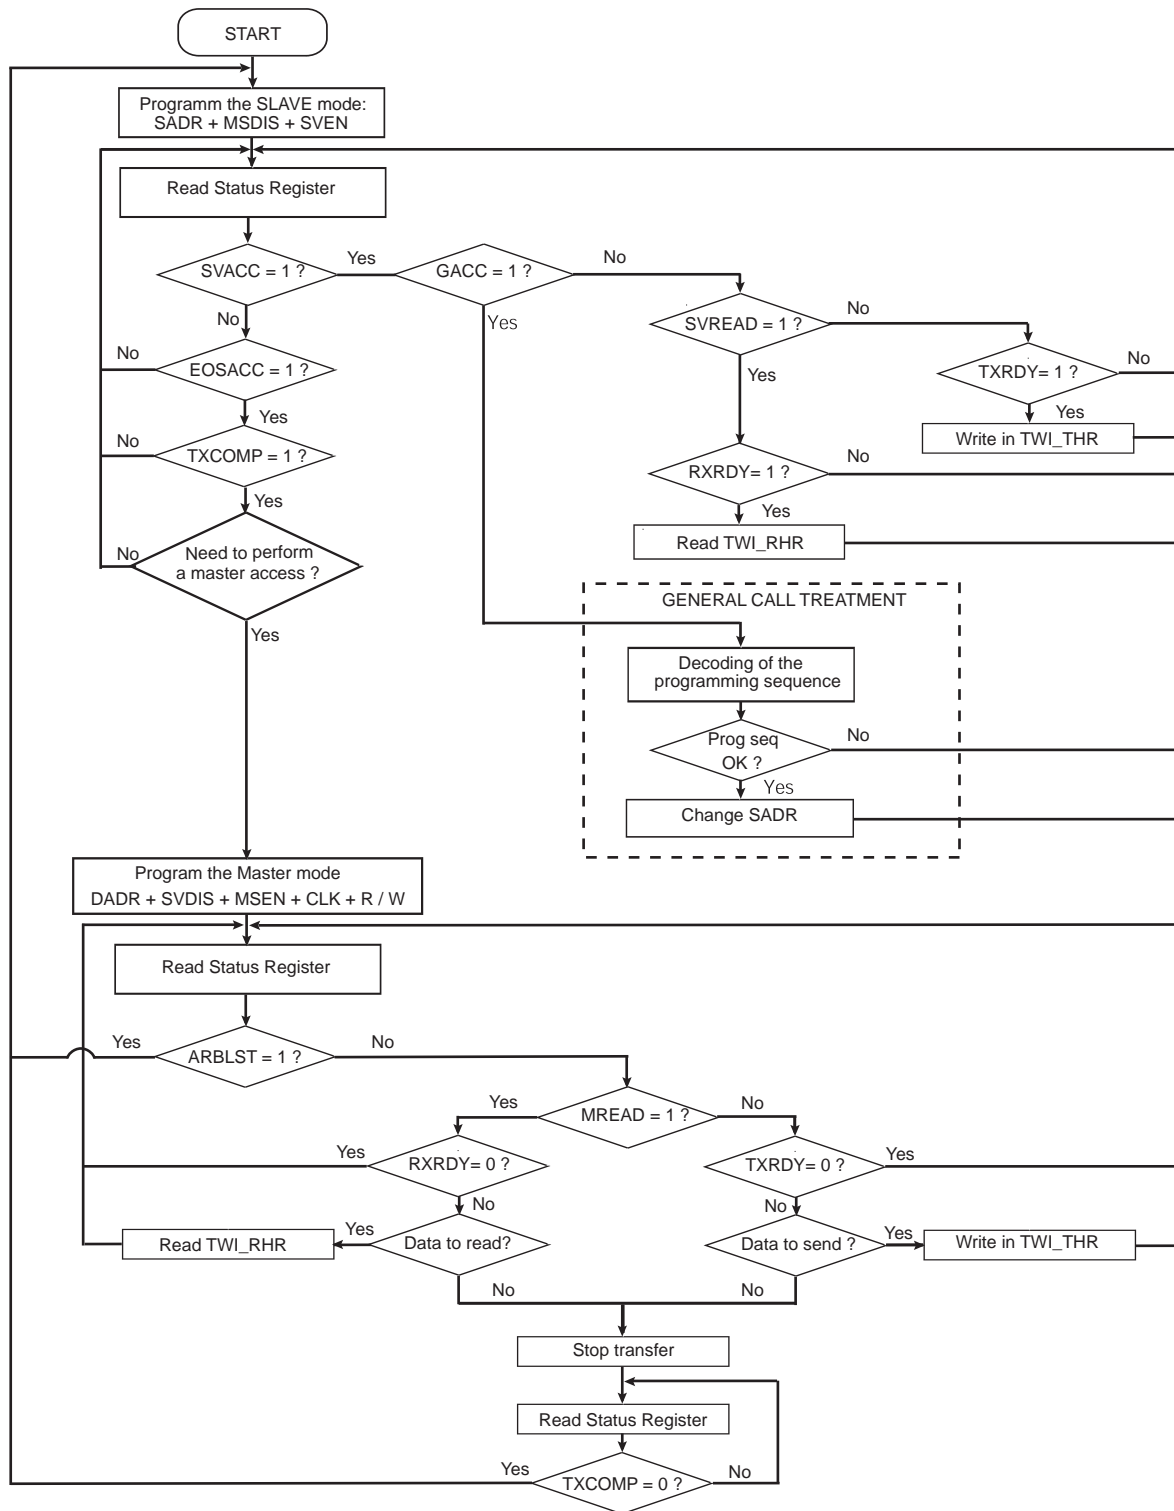 START
Programm the SLAVE mode:
SADR + MSDIS + SVEN
Read Status Register
SVACC = 1 ?
Yes
GACC = 1 ?
No
No
Yes
SVREAD = 1 ?
No
EOSACC = 1 ?
No
Yes
TXRDY= 1 ?
No
Yes
Yes
Write in TWI_THR
TXCOMP = 1 ?
No
Yes
RXRDY= 1 ?
No
Yes
Read TWI_RHR
Need to perform
a master access ?
No
Yes
GENERAL CALL TREATMENT
Decoding of the
programming sequence
Prog seq
OK ?
No
Yes
Change SADR
Program the Master mode
DADR + SVDIS + MSEN + CLK + R / W
Read Status Register
Yes
ARBLST = 1 ?
No
Yes
MREAD = 1 ?
No
Yes
RXRDY= 0 ?
TXRDY= 0 ?
Yes
No
No
Read TWI_RHR
Yes
Data to read?
Data to send ?
Yes
Write in TWI_THR
No
No
Stop transfer
Read Status Register
Yes
TXCOMP = 0 ?
No